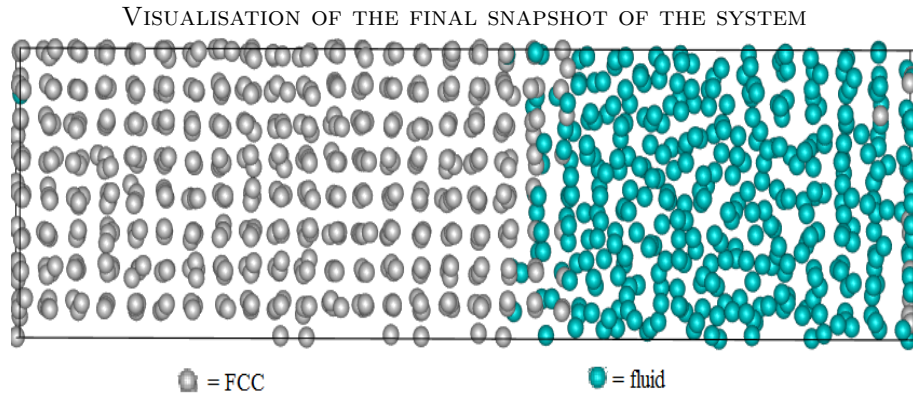 VISUALISATION OF THE FINAL SNAPSHOT OF THE SYSTEM
= FCC
= fluid